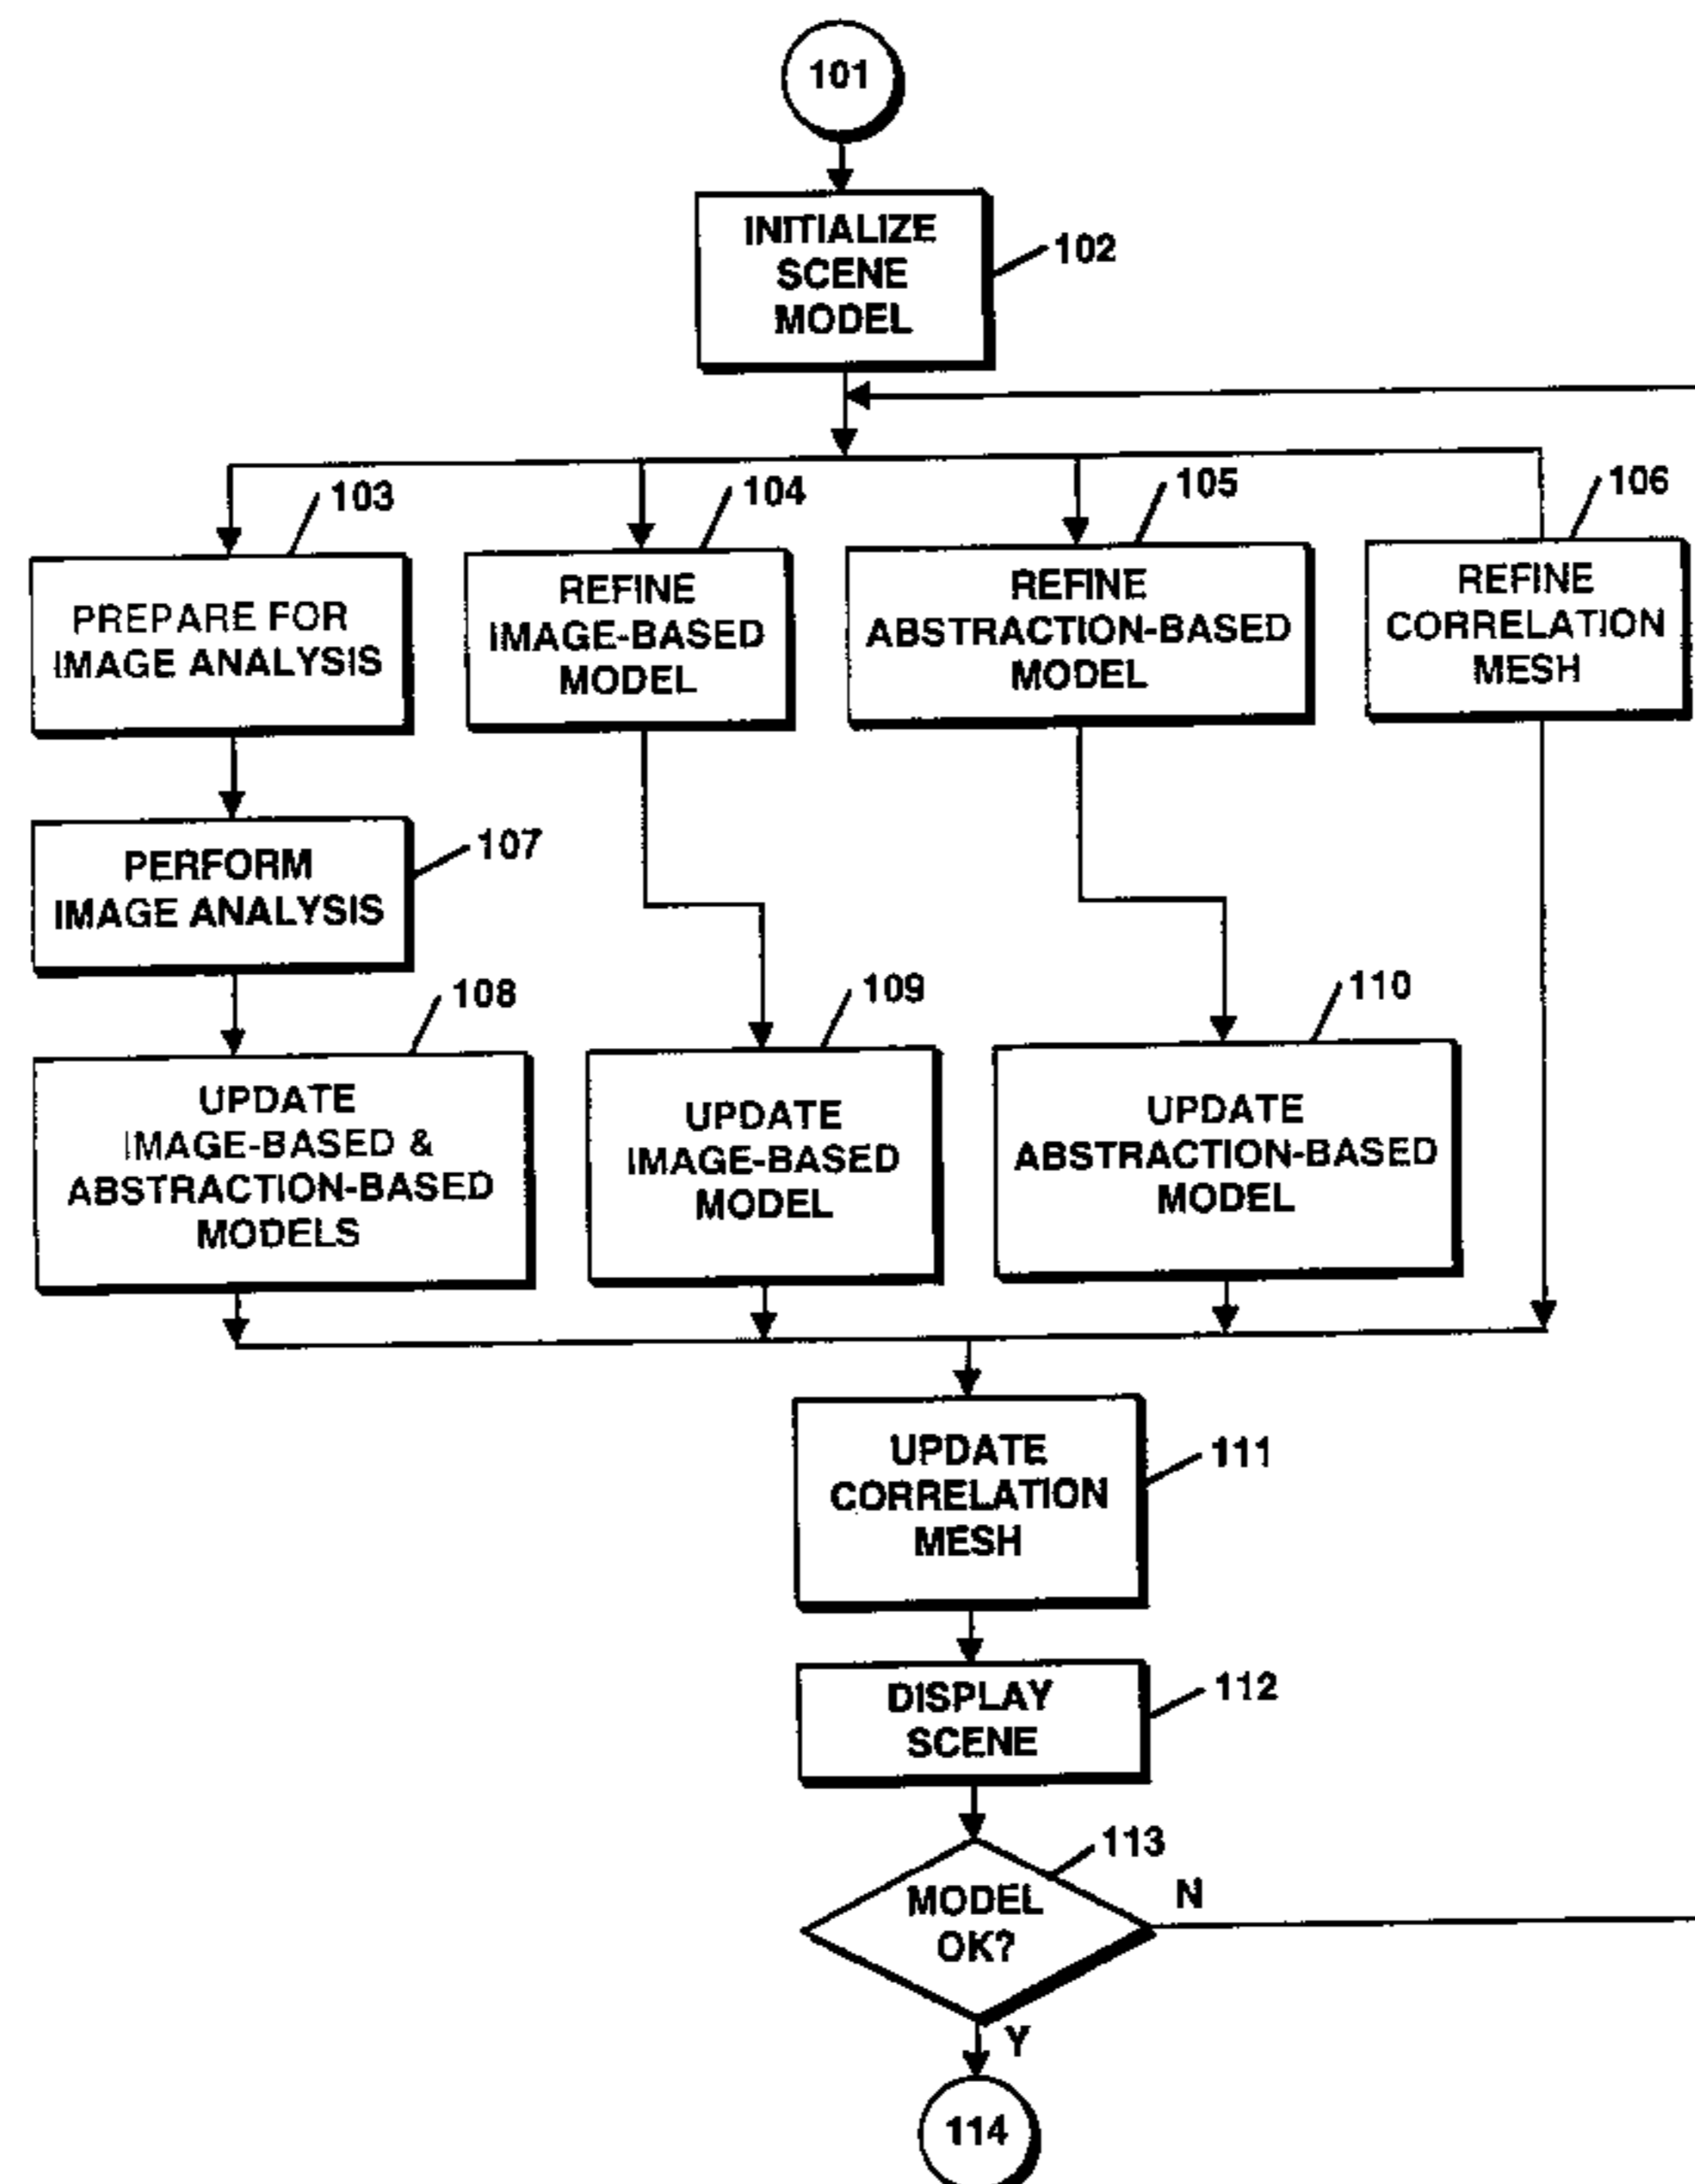 101
INITIALIZE
SCENE
MODEL
102
103
104
105
106
PREPARE FOR
IMAGE ANALYSIS
REFINE
IMAGE-BASED
MODEL
REFINE
ABSTRACTION-BASED
MODEL
REFINE
CORRELATION
MESH
PERFORM
IMAGE ANALYSIS
107
108
109
110
UPDATE
IMAGE-BASED &
ABSTRACTION-BASED
MODELS
UPDATE
IMAGE-BASED
MODEL
UPDATE
ABSTRACTION-BASED
MODEL
UPDATE
CORRELATION
MESH
111
DISPLAY
SCENE
112
113
MODEL
OK?
N
Y
114